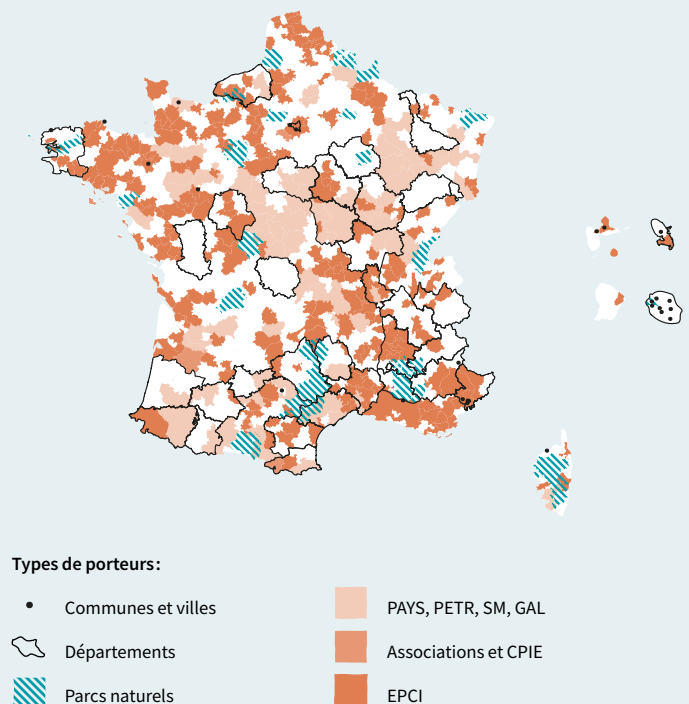 Types de porteurs :
Communes et villes
Départements
Parcs naturels
PAYS, PETR, SM, GAL
Associations et CPIE
EPCI